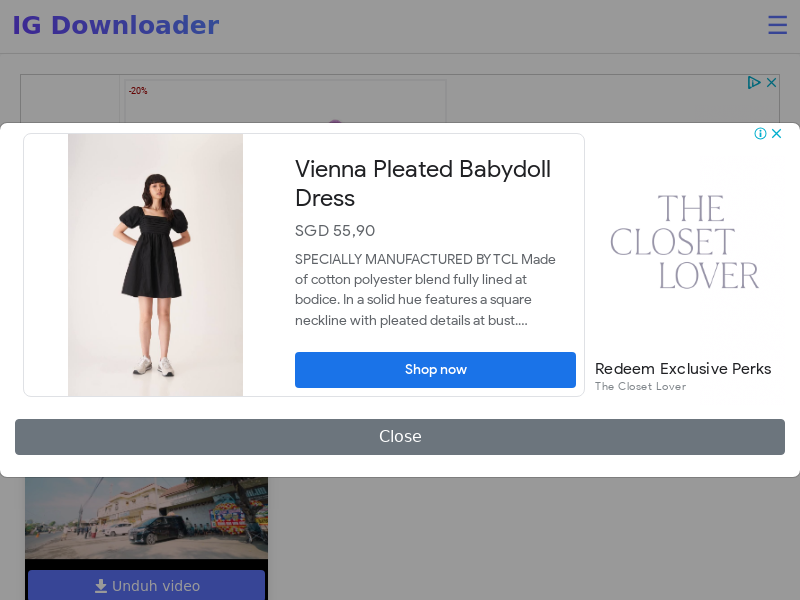 IG Downloader
-20%
Vienna Pleated Babydoll
Dress
SGD 55,90
SPECIALLY MANUFACTURED BY TCL Made
of cotton polyester blend fully lined at
bodice. In a solid hue features a square
neckline with pleated details at bust....
Shop now
THE
CLOSET
LOVER
Redeem Exclusive Perks
The Closet Lover
Close
Unduh video